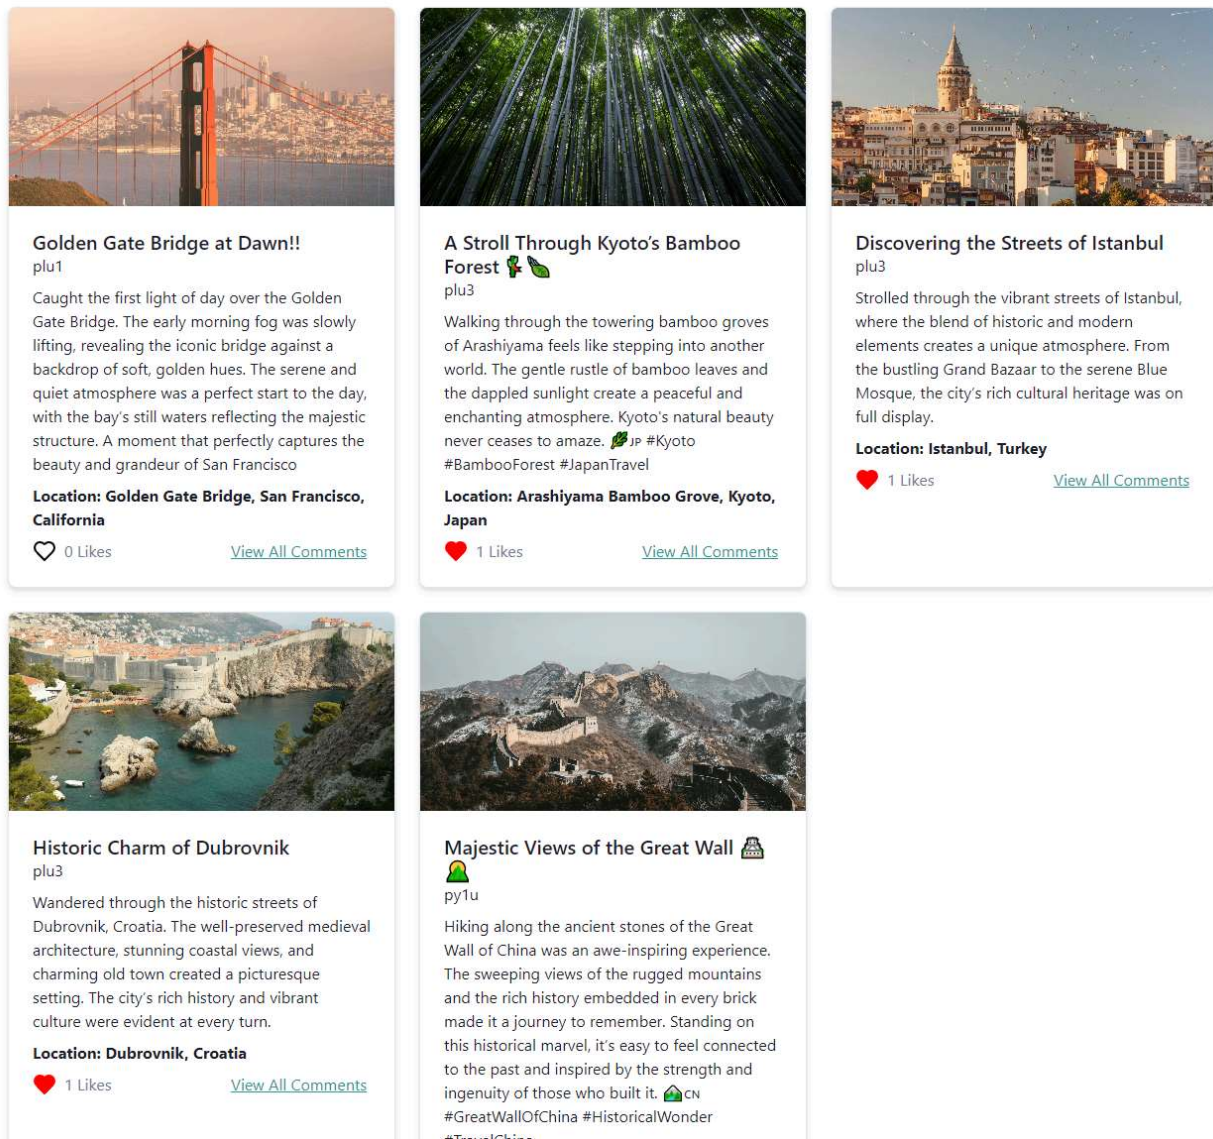 Golden Gate Bridge at Dawn!!
plu1
Caught the first light of day over the Golden
Gate Bridge. The early morning fog was slowly
lifting, revealing the iconic bridge against a
backdrop of soft, golden hues. The serene and
quiet atmosphere was a perfect start to the day,
with the bay's still waters reflecting the majestic
structure. A moment that perfectly captures the
beauty and grandeur of San Francisco
Location: Golden Gate Bridge, San Francisco,
California
0 Likes View All Comments
A Stroll Through Kyoto's Bamboo
Forest 🎋🍃
plu3
Walking through the towering bamboo groves
of Arashiyama feels like stepping into another
world. The gentle rustle of bamboo leaves and
the dappled sunlight create a peaceful and
enchanting atmosphere. Kyoto's natural beauty
never ceases to amaze. 🌿JP #Kyoto
#BambooForest #JapanTravel
Location: Arashiyama Bamboo Grove, Kyoto,
Japan
1 Likes View All Comments
Discovering the Streets of Istanbul
plu3
Strolled through the vibrant streets of Istanbul,
where the blend of historic and modern
elements creates a unique atmosphere. From
the bustling Grand Bazaar to the serene Blue
Mosque, the city's rich cultural heritage was on
full display.
Location: Istanbul, Turkey
1 Likes View All Comments
Historic Charm of Dubrovnik
plu3
Wandered through the historic streets of
Dubrovnik, Croatia. The well-preserved medieval
architecture, stunning coastal views, and
charming old town created a picturesque
setting. The city's rich history and vibrant
culture were evident at every turn.
Location: Dubrovnik, Croatia
1 Likes View All Comments
Majestic Views of the Great Wall 🏯
🌄
py1u
Hiking along the ancient stones of the Great
Wall of China was an awe-inspiring experience.
The sweeping views of the rugged mountains
and the rich history embedded in every brick
made it a journey to remember. Standing on
this historical marvel, it's easy to feel connected
to the past and inspired by the strength and
ingenuity of those who built it. 🏞️CN
#GreatWallOfChina #HistoricalWonder
#TravelChina